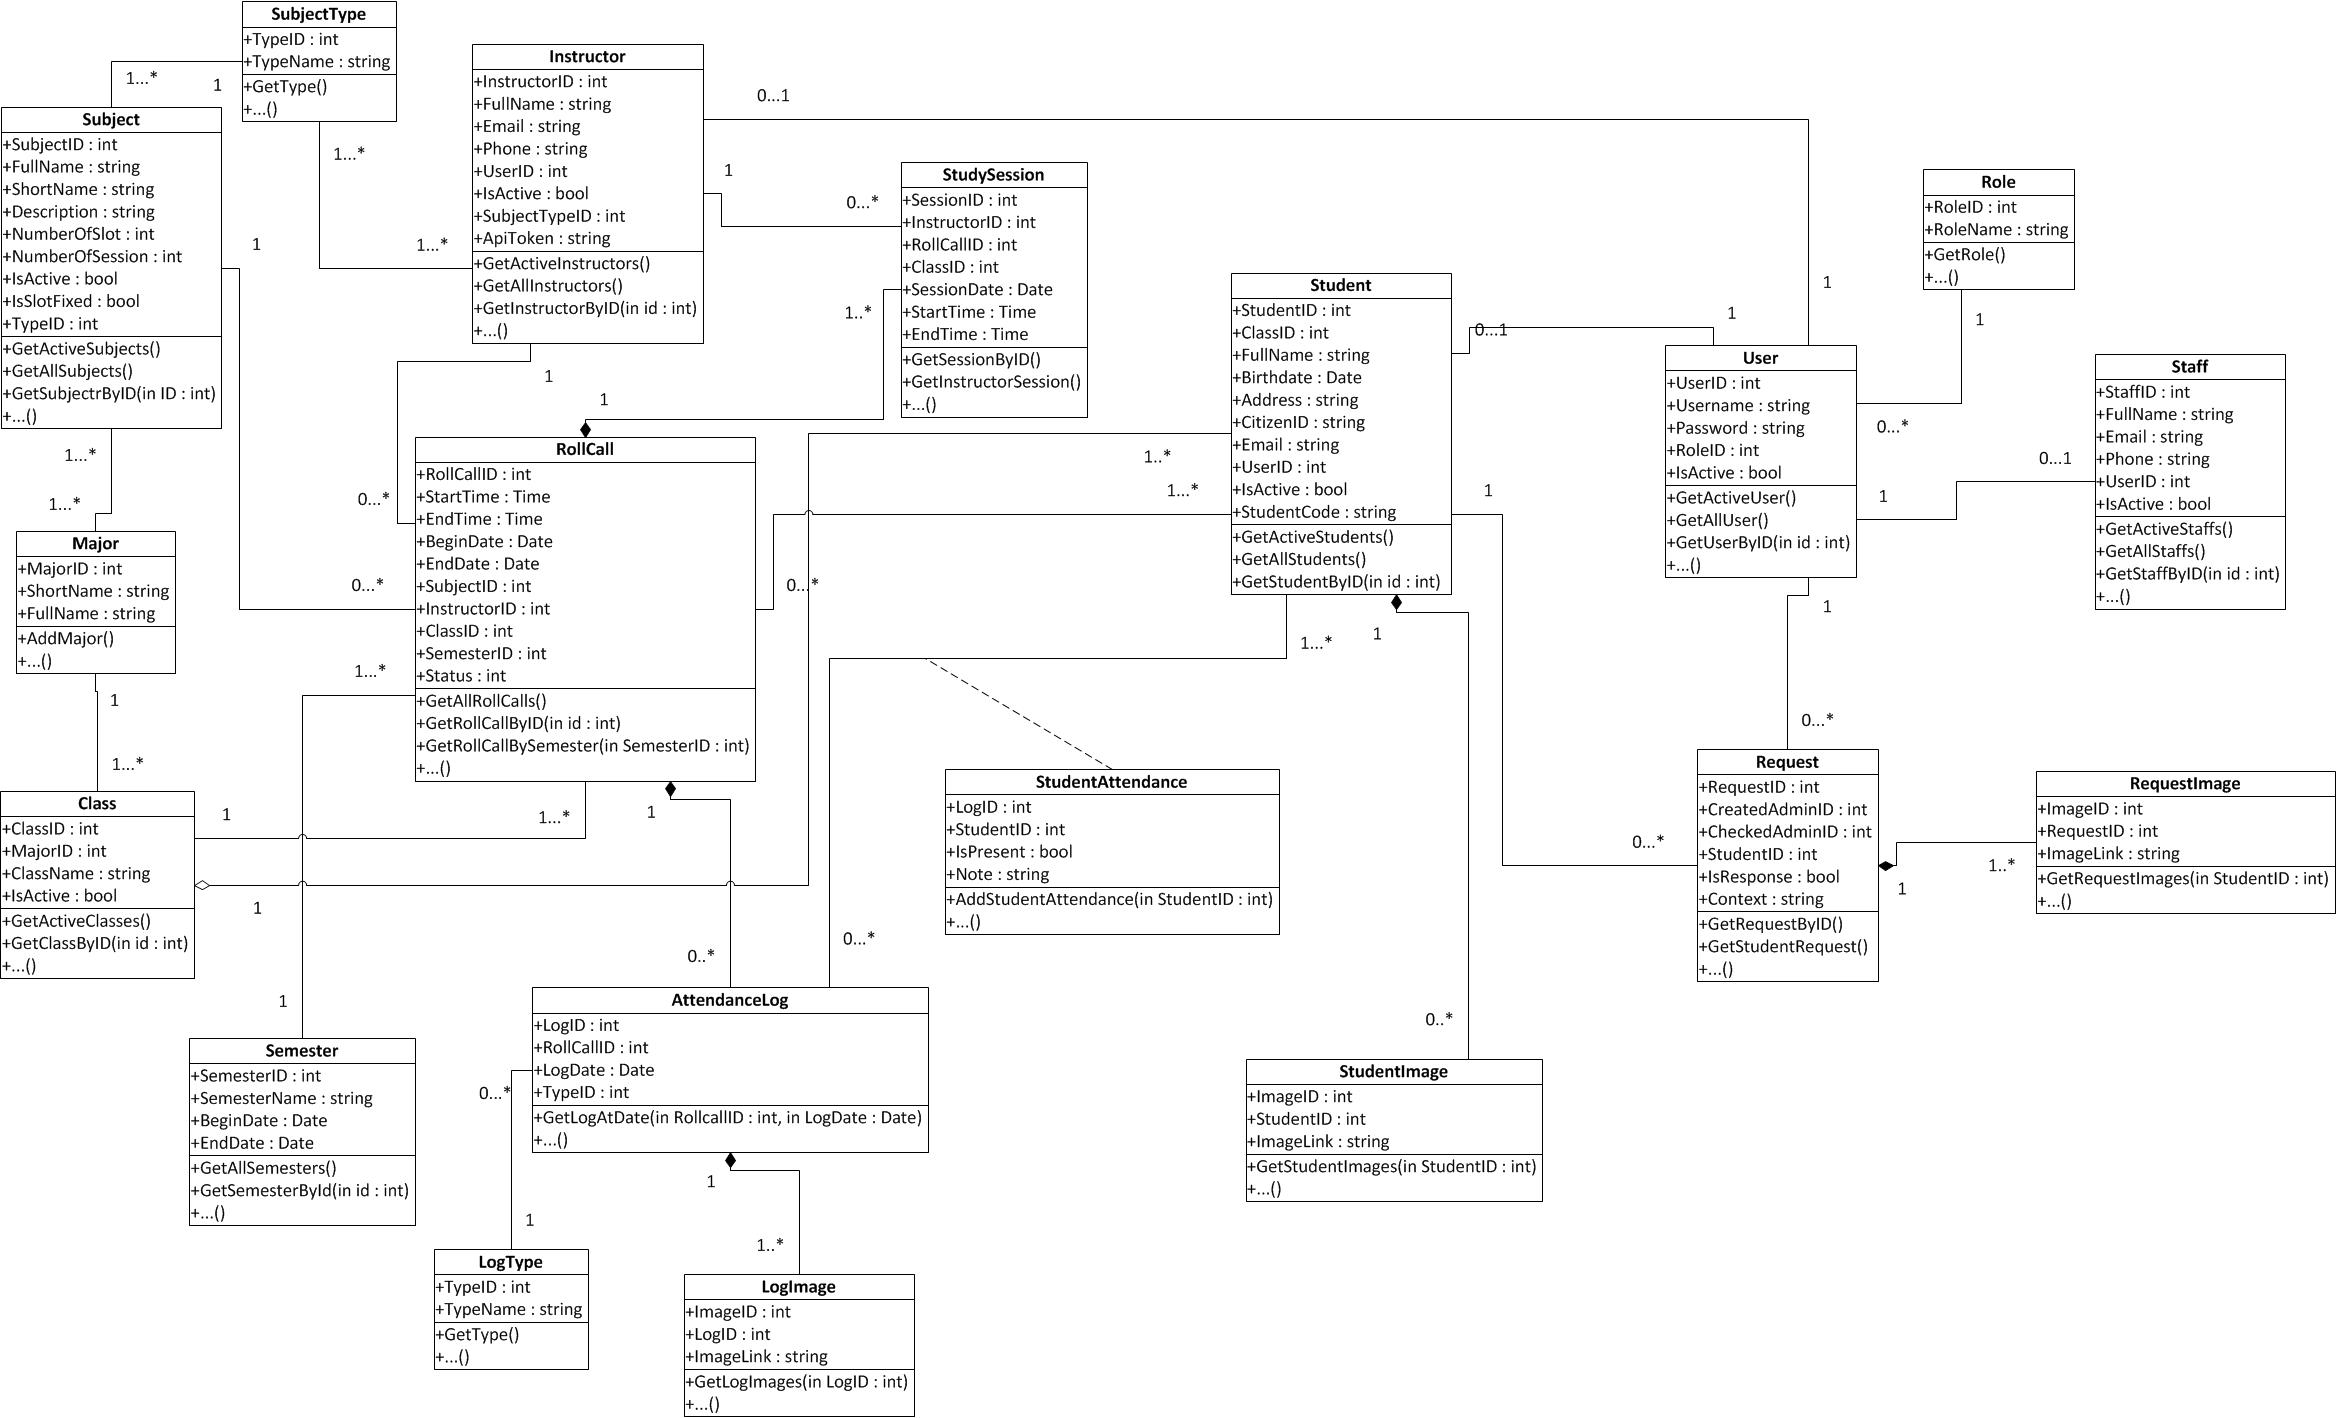 SubjectType
+TypeID : int
+TypeName : string
+GetType()
+...()
1...*
1
1...*
Subject
+SubjectID : int
+FullName : string
+ShortName : string
+Description : string
+NumberOfSlot : int
+NumberOfSession : int
+IsActive : bool
+IsSlotFixed : bool
+TypeID : int
+GetActiveSubjects()
+GetAllSubjects()
+GetSubjectrByID(in ID : int)
+...()
1
1...*
1...*
Instructor
+InstructorID : int
+FullName : string
+Email : string
+Phone : string
+UserID : int
+IsActive : bool
+SubjectTypeID : int
+ApiToken : string
+GetActiveInstructors()
+GetAllInstructors()
+GetInstructorByID(in id : int)
+...()
1...*
0...1
1
0...*
1
StudySession
+SessionID : int
+InstructorID : int
+RollCallID : int
+ClassID : int
+SessionDate : Date
+StartTime : Time
+EndTime : Time
+GetSessionByID()
+GetInstructorSession()
+...()
1..*
1
Role
+RoleID : int
+RoleName : string
+GetRole()
+...()
1
Student
+StudentID : int
+ClassID : int
+FullName : string
+Birthdate : Date
+Address : string
+CitizenID : string
+Email : string
+UserID : int
+IsActive : bool
+StudentCode : string
+GetActiveStudents()
+GetAllStudents()
+GetStudentByID(in id : int)
0...1
1
1
1..*
1...*
1
1...*
1
User
+UserID : int
+Username : string
+Password : string
+RoleID : int
+IsActive : bool
+GetActiveUser()
+GetAllUser()
+GetUserByID(in id : int)
+...()
0...*
0...1
1
1
Staff
+StaffID : int
+FullName : string
+Email : string
+Phone : string
+UserID : int
+IsActive : bool
+GetActiveStaffs()
+GetAllStaffs()
+GetStaffByID(in id : int)
+...()
RollCall
+RollCallID : int
+StartTime : Time
+EndTime : Time
+BeginDate : Date
+EndDate : Date
+SubjectID : int
+InstructorID : int
+ClassID : int
+SemesterID : int
+Status : int
+GetAllRollCalls()
+GetRollCallByID(in id : int)
+GetRollCallBySemester(in SemesterID : int)
+...()
0...*
0...*
0...*
1...*
1...*
1
Major
+MajorID : int
+ShortName : string
+FullName : string
+AddMajor()
+...()
1
1...*
Class
+ClassID : int
+MajorID : int
+ClassName : string
+IsActive : bool
+GetActiveClasses()
+GetClassByID(in id : int)
+...()
1
1
StudentAttendance
+LogID : int
+StudentID : int
+IsPresent : bool
+Note : string
+AddStudentAttendance(in StudentID : int)
+...()
0...*
0...*
Request
+RequestID : int
+CreatedAdminID : int
+CheckedAdminID : int
+StudentID : int
+IsResponse : bool
+Context : string
+GetRequestByID()
+GetStudentRequest()
+...()
1
1..*
RequestImage
+ImageID : int
+RequestID : int
+ImageLink : string
+GetRequestImages(in StudentID : int)
+...()
0..*
0...*
AttendanceLog
+LogID : int
+RollCallID : int
+LogDate : Date
+TypeID : int
+GetLogAtDate(in RollcallID : int, in LogDate : Date)
+...()
0...*
1
1
1
Semester
+SemesterID : int
+SemesterName : string
+BeginDate : Date
+EndDate : Date
+GetAllSemesters()
+GetSemesterById(in id : int)
+...()
0..*
StudentImage
+ImageID : int
+StudentID : int
+ImageLink : string
+GetStudentImages(in StudentID : int)
+...()
LogType
+TypeID : int
+TypeName : string
+GetType()
+...()
1..*
LogImage
+ImageID : int
+LogID : int
+ImageLink : string
+GetLogImages(in LogID : int)
+...()